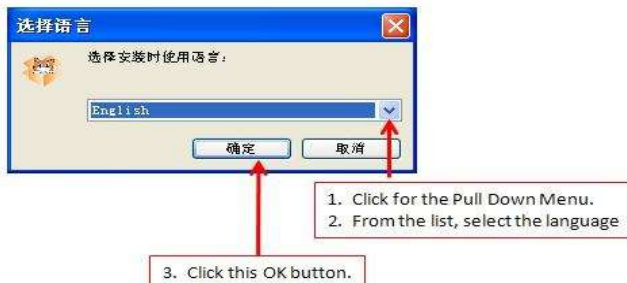 选择语言
选择安装时使用语言：
English
确定
取消
1. Click for the Pull Down Menu.
2. From the list, select the language
3. Click this OK button.